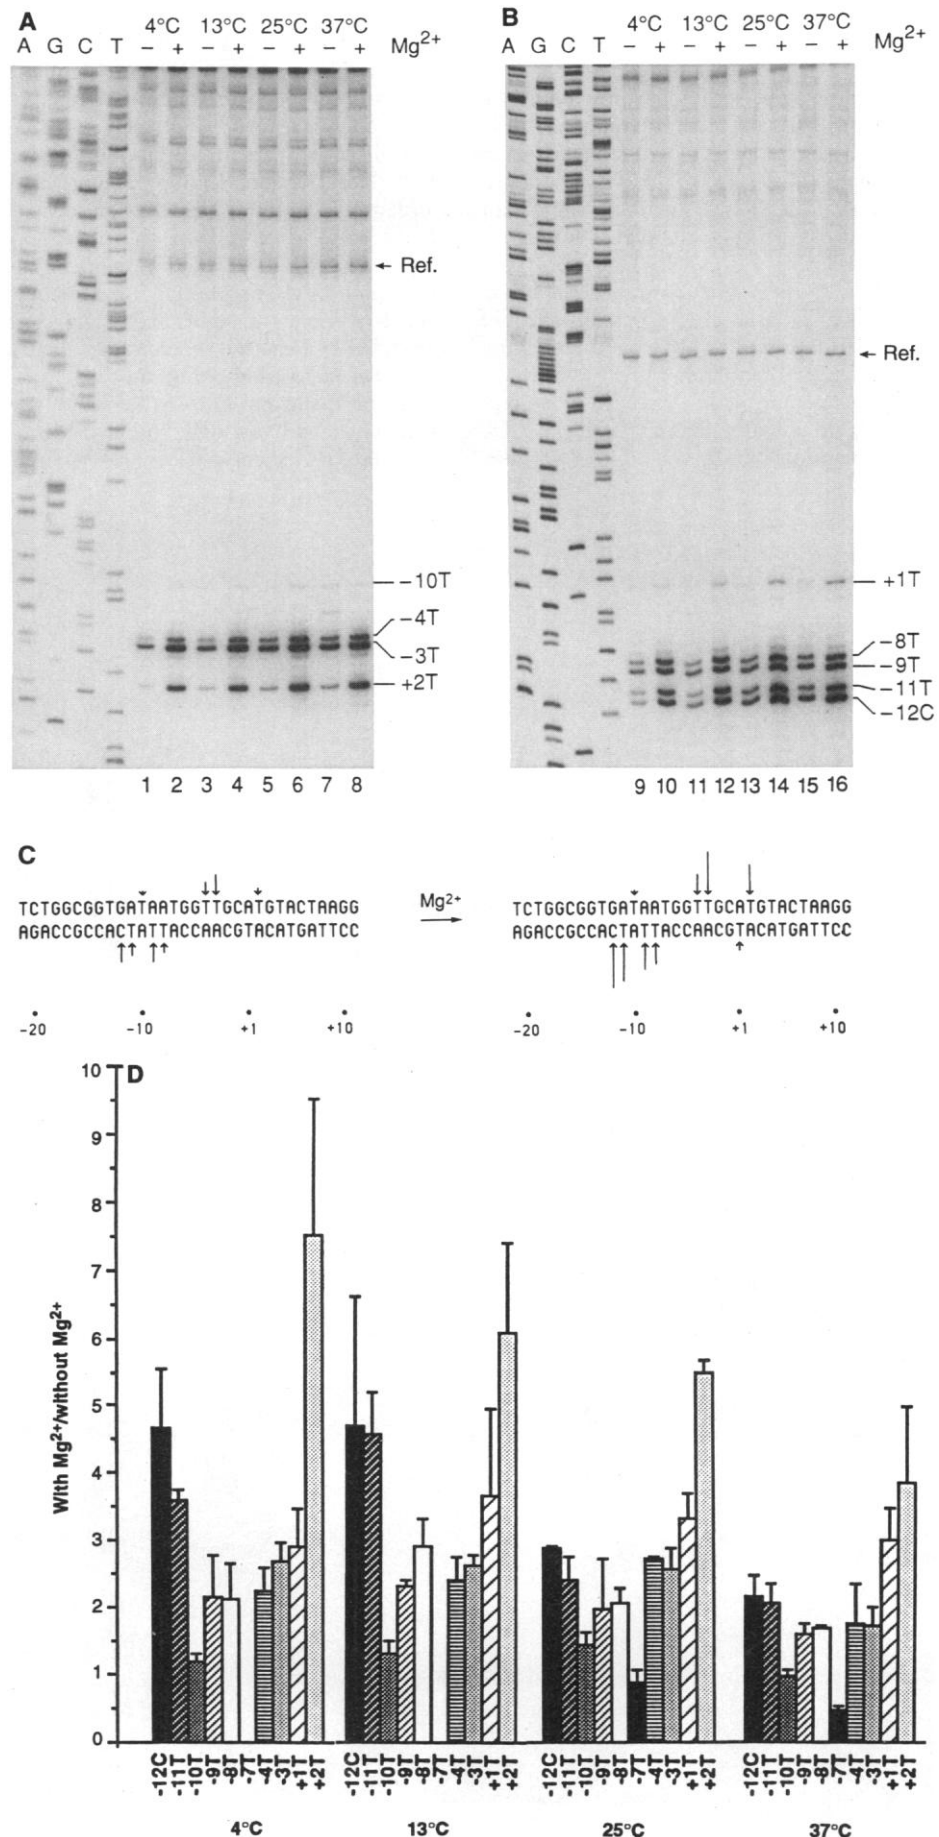 A
4°C 13°C 25°C 37°C
A G C T – + – + – + – + Mg2+
Ref.
–10T
–4T
–3T
+2T
1 2 3 4 5 6 7 8
B
4°C 13°C 25°C 37°C
A G C T – + – + – + – + Mg2+
Ref.
+1T
–8T
–9T
–11T
–12C
9 10 11 12 13 14 15 16
C
TCTGGCGGTGATAATGGTTGCATGTACTAAGG
AGACCGCCACTATTACCAACGTACATGATTCC
–20 –10 +1 +10
Mg2+
TCTGGCGGTGATAATGGTTGCATGTACTAAGG
AGACCGCCACTATTACCAACGTACATGATTCC
–20 –10 +1 +10
D
With Mg2+/without Mg2+
10
9
8
7
6
5
4
3
2
1
0
-12C -11T -10T -9T -8T -7T -4T -3T +1T +2T
4°C
-12C -11T -10T -9T -8T -7T -4T -3T +1T +2T
13°C
-12C -11T -10T -9T -8T -7T -4T -3T +1T +2T
25°C
-12C -11T -10T -9T -8T -7T -4T -3T +1T +2T
37°C